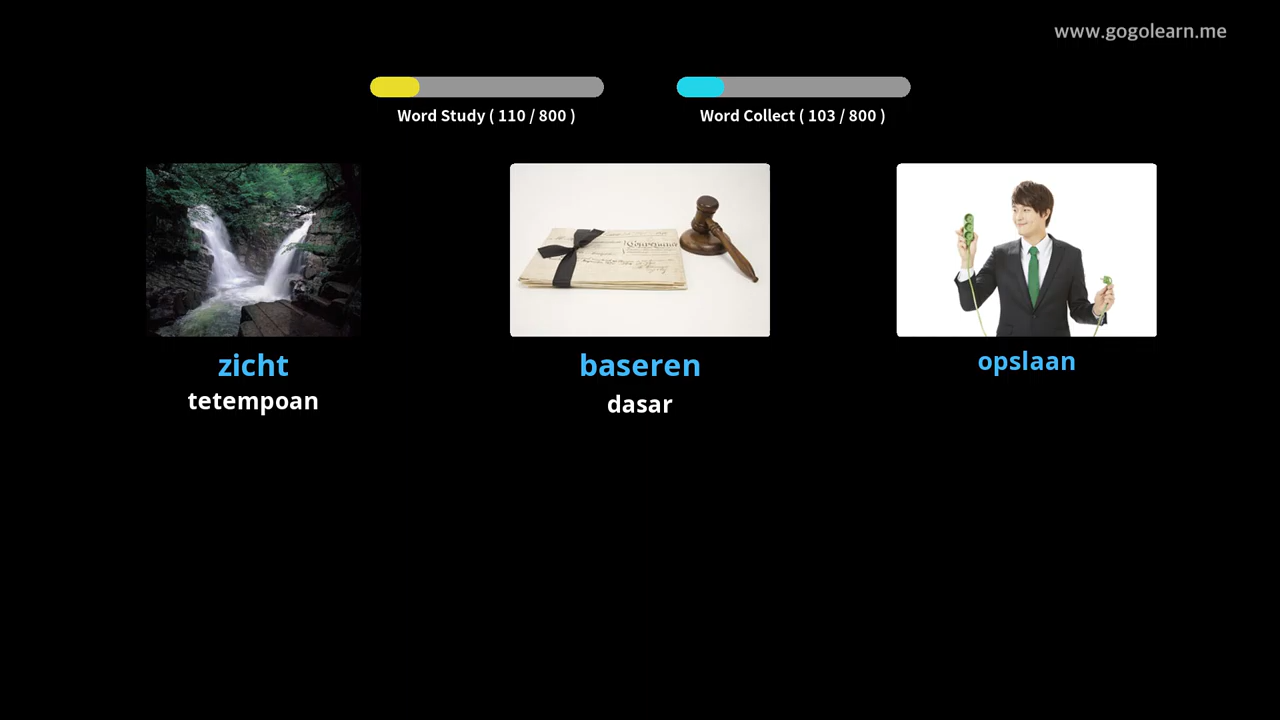 www.gogolearn.me
Word Study ( 110 / 800 )
Word Collect ( 103 / 800 )
zicht
baseren
opslaan
tetempoan
dasar